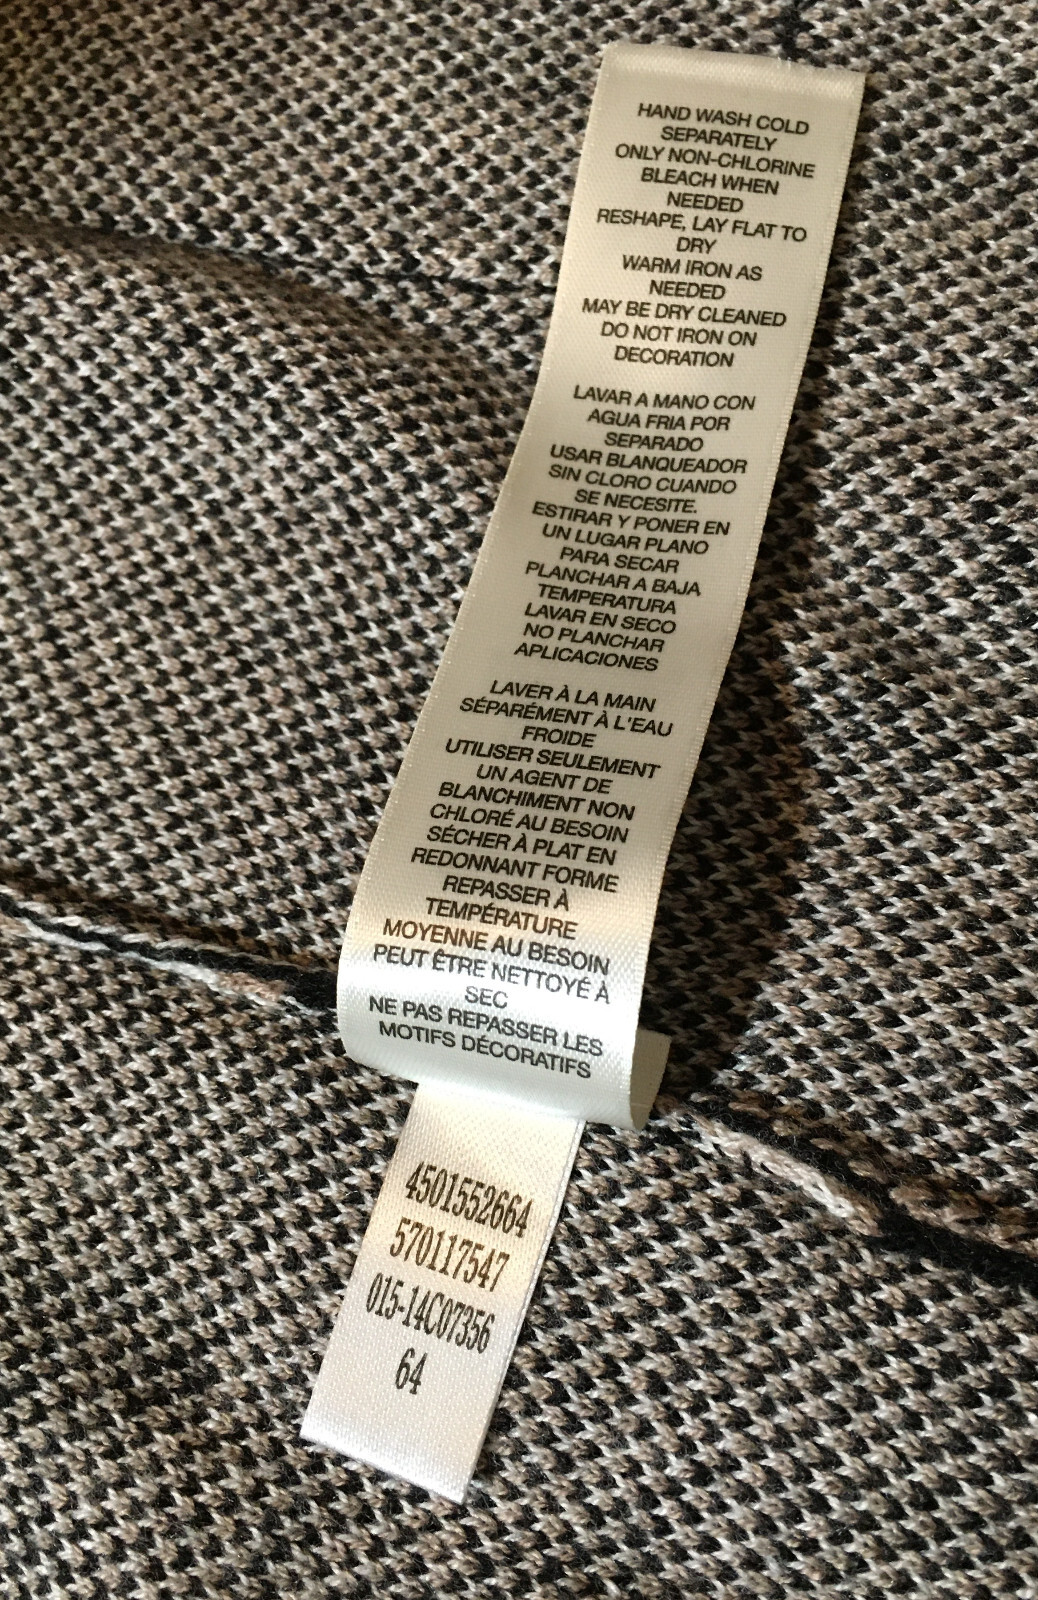 HAND WASH COLD
SEPARATELY
ONLY NON-CHLORINE
BLEACH WHEN
NEEDED
RESHAPE, LAY FLAT TO
DRY
WARM IRON AS
NEEDED
MAY BE DRY CLEANED
DO NOT IRON ON
DECORATION
LAVAR A MANO CON
AGUA FRIA POR
SEPARADO
USAR BLANQUEADOR
SIN CLORO CUANDO
SE NECESITE.
ESTIRAR Y PONER EN
UN LUGAR PLANO
PARA SECAR
PLANCHAR A BAJA
TEMPERATURA
LAVAR EN SECO
NO PLANCHAR
APLICACIONES
LAVER À LA MAIN
SÉPARÉMENT À L'EAU
FROIDE
UTILISER SEULEMENT
UN AGENT DE
BLANCHIMENT NON
CHLORÉ AU BESOIN
SÉCHER À PLAT EN
REDONNANT FORME
REPASSER À
TEMPÉRATURE
MOYENNE AU BESOIN
PEUT ÊTRE NETTOYÉ À
SEC
NE PAS REPASSER LES
MOTIFS DÉCORATIFS
4501552664
570117547
015-14C07356
64